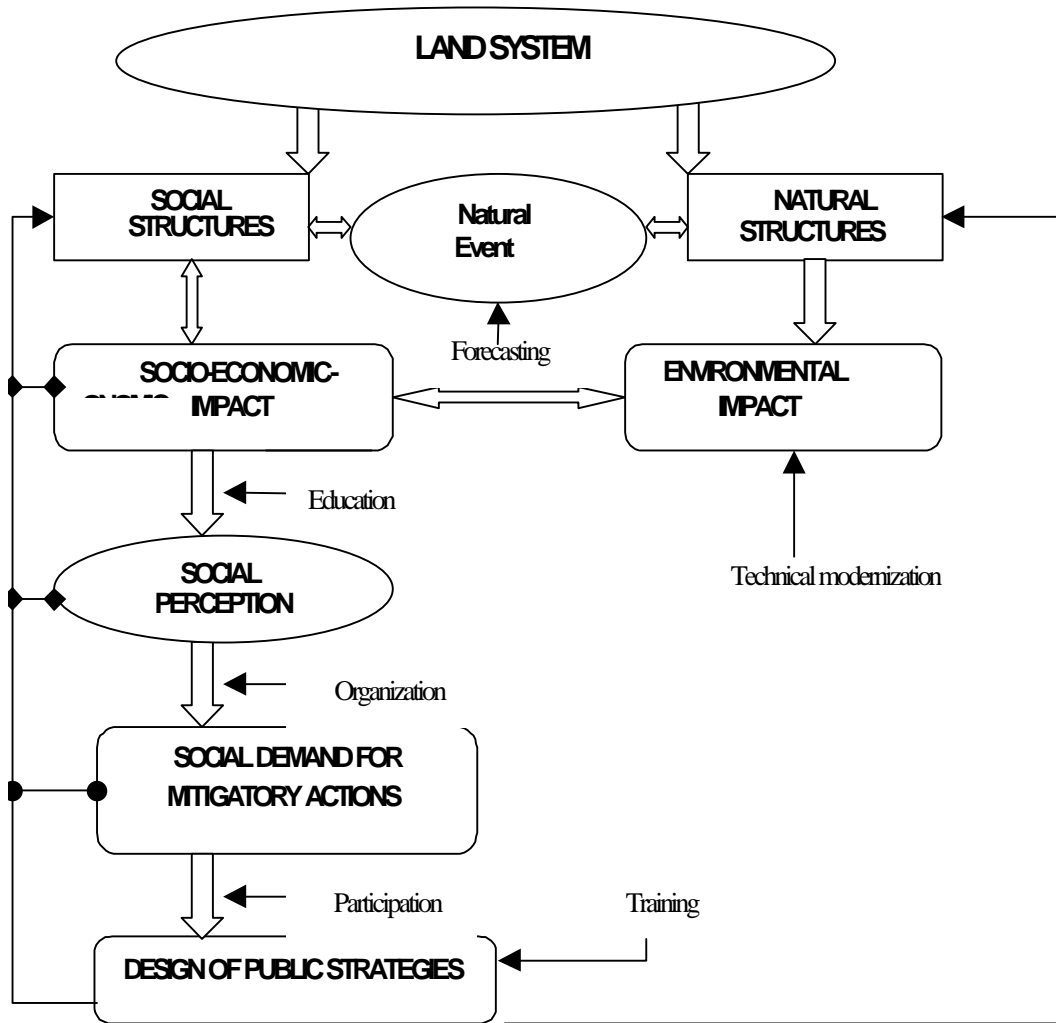 LAND SYSTEM
SOCIAL
STRUCTURES
Natural
Event
NATURAL
STRUCTURES
Forecasting
SOCIO-ECONOMIC-
IMPACT
ENVIRONMENTAL
IMPACT
Education
Technical modernization
SOCIAL
PERCEPTION
Organization
SOCIAL DEMAND FOR
MITIGATORY ACTIONS
Participation
Training
DESIGN OF PUBLIC STRATEGIES